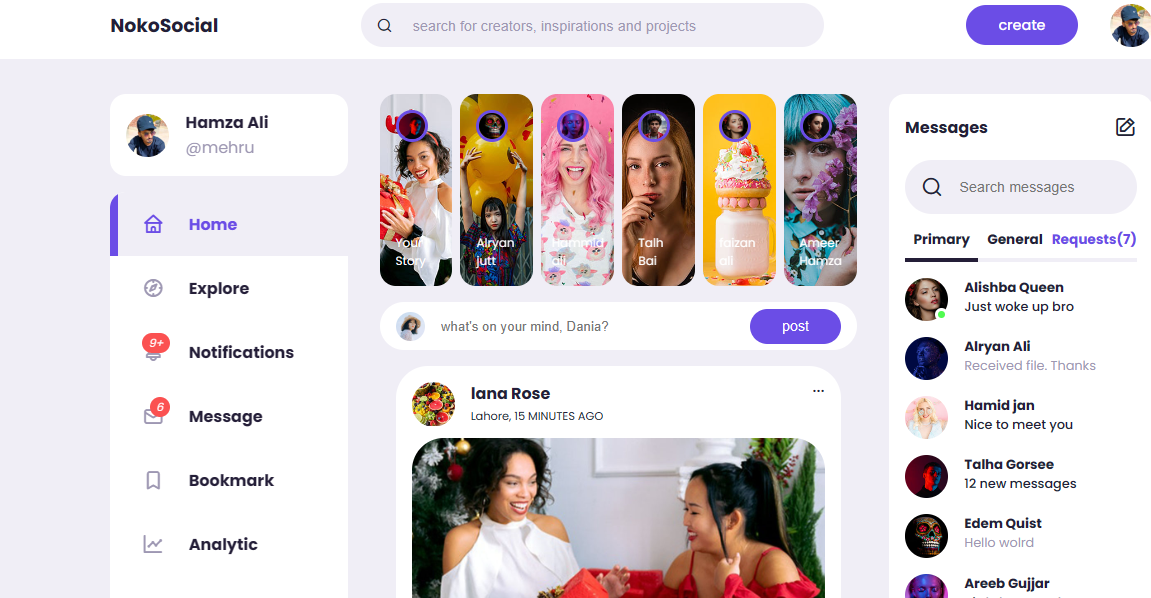 NokoSocial
search for creators, inspirations and projects
create
Hamza Ali
@mehru
Home
Explore
9+
Notifications
6
Message
Bookmark
Analytic
Your
Story
Alryan
jutt
Hammid
ali
Talh
Bai
faizan
ali
Ameer
Hamza
what's on your mind, Dania?
post
lana Rose
Lahore, 15 MINUTES AGO
...
Messages
Search messages
Primary
General
Requests(7)
Alishba Queen
Just woke up bro
Alryan Ali
Received file. Thanks
Hamid jan
Nice to meet you
Talha Gorsee
12 new messages
Edem Quist
Hello wolrd
Areeb Gujjar